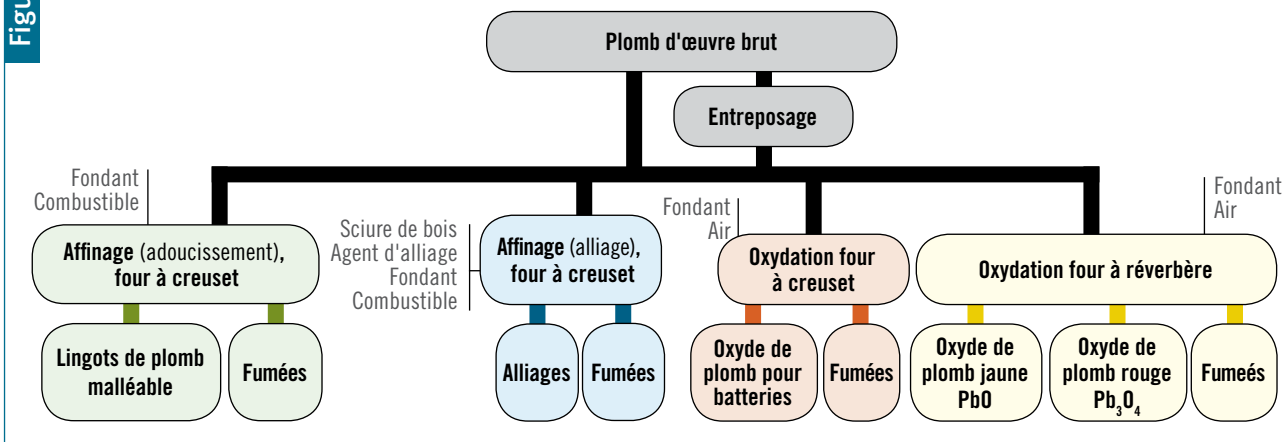 Figu
Plomb d'œuvre brut
Entreposage
Fondant
Combustible
Affinage (adoucissement),
four à creuset
Lingots de plomb
malléable
Fumées
Sciure de bois
Agent d'alliage
Fondant
Combustible
Affinage (alliage),
four à creuset
Alliages
Fumées
Fondant
Air
Oxydation four
à creuset
Oxyde de
plomb pour
batteries
Fumées
Fondant
Air
Oxydation four à réverbère
Oxyde de
plomb jaune
PbO
Oxyde de
plomb rouge
Pb₃O₄
Fumeés